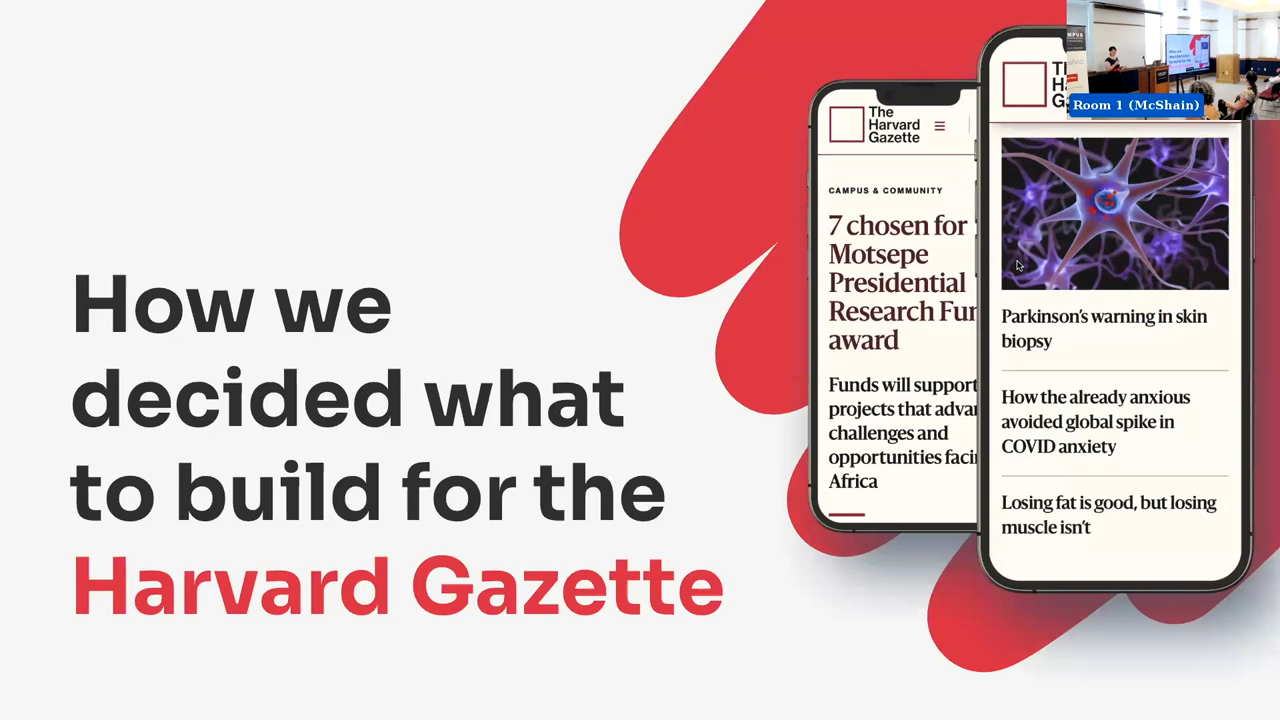 How we
decided what
to build for the
Harvard Gazette
The
Harvard
Gazette
CAMPUS & COMMUNITY
7 chosen for
Motsepe
Presidential
Research Fun
award
Funds will support
projects that advan
challenges and
opportunities facin
Africa
Parkinson's warning in skin
biopsy
How the already anxious
avoided global spike in
COVID anxiety
Losing fat is good, but losing
muscle isn't
Room 1 (McShain)